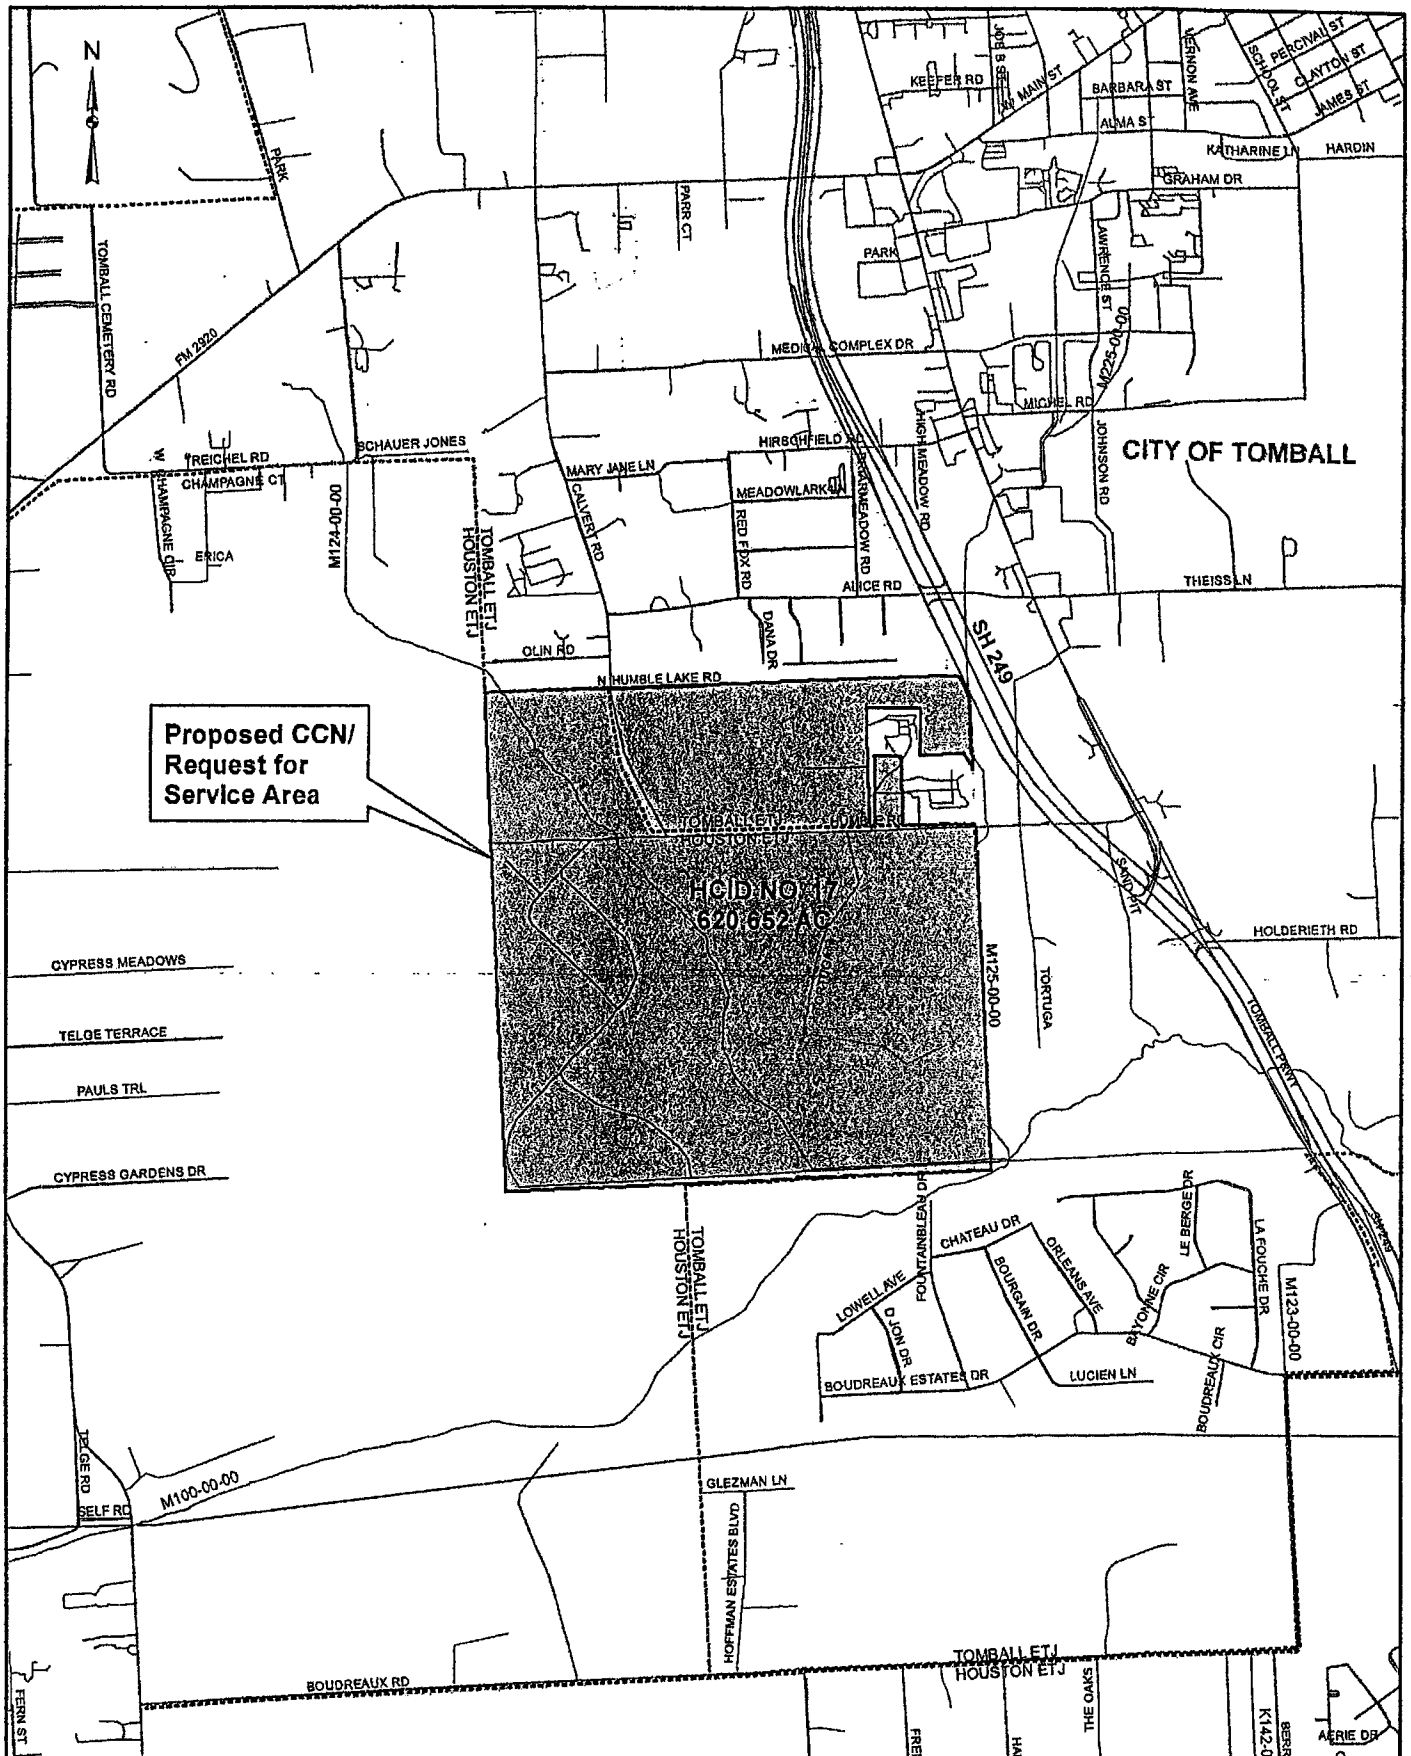 N
JOE B ST
KEEFER RD
W MAIN ST
VERNON AVE
BARBARA ST
SCHOOL ST
PERCIVAL ST
CLAYTON ST
JAMES ST
ALMA ST
KATHARINE LN
HARDIN
GRAHAM DR
PARK
PARR CT
PARK
TOMBALL CEMETERY RD
FM 2920
MEDICAL COMPLEX DR
M225-00-00
MICHEL RD
CITY OF TOMBALL
SCHAUER JONES
TREICHEL RD
CHAMPAGNE CT
W CHAMPAGNE CIR
ERICA
M124-00-00
TOMBALL ETJ
HOUSTON ETJ
HIRSCHFIELD RD
MARY JANE LN
MEADOWLARK LN
CALVERT RD
RED FOX RD
HIGH MEADOW RD
JOHNSON RD
ALICE RD
THEISS LN
DANA DR
OLIN RD
SH 249
N HUMBLE LAKE RD
Proposed CCN/
Request for
Service Area
TOMBALL ETJ
HOUSTON ETJ
HCID NO. 17
620.652 AC
SAND PIT
HOLDERIETH RD
CYPRESS MEADOWS
M125-00-00
TORTUGA
TELGE TERRACE
TOMBALL PKWY
PAULS TRL
CYPRESS GARDENS DR
FOUNTAINBLEAU DR
CHATEAU DR
ORLEANS AVE
LE BERGE DR
LA FOUCHE DR
SH 249
TOMBALL ETJ
HOUSTON ETJ
LOWELL AVE
BOURGAIN DR
BAYONNE CIR
M123-00-00
D JON DR
BOUDREAUX ESTATES DR
LUCIEN LN
BOUDREAUX CIR
TELGE RD
M100-00-00
SELF RD
GLEZMAN LN
HOFFMAN ESTATES BLVD
TOMBALL ETJ
HOUSTON ETJ
BOUDREAUX RD
FERN ST
THE OAKS
AERIE DR